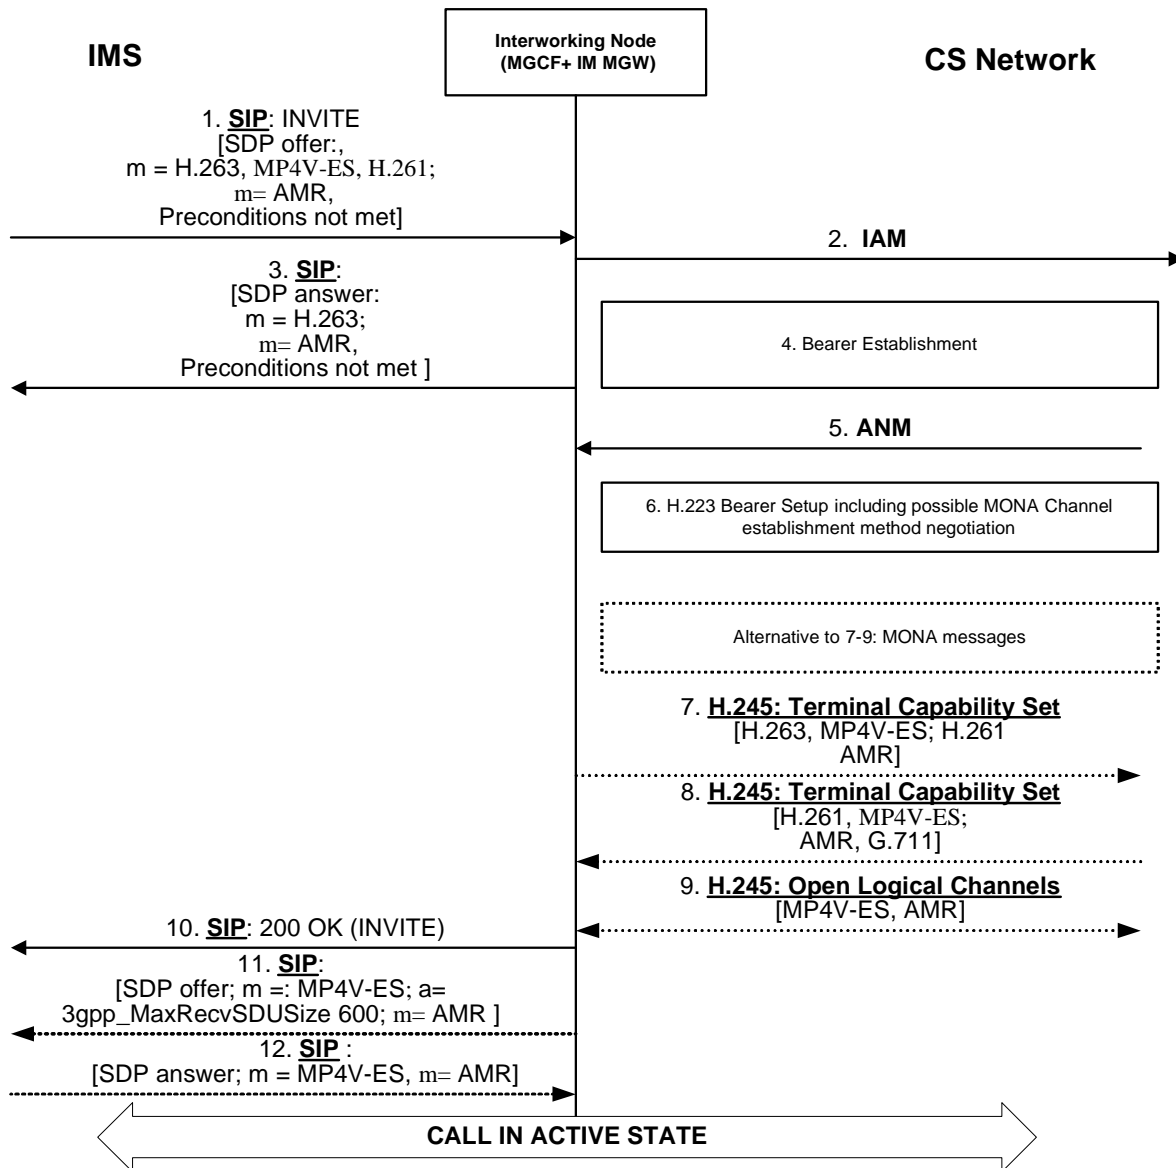 IMS
Interworking Node
(MGCF+ IM MGW)
CS Network
1. SIP: INVITE
[SDP offer:,
m = H.263, MP4V-ES, H.261;
m= AMR,
Preconditions not met]
2. IAM
3. SIP:
[SDP answer:
m = H.263;
m= AMR,
Preconditions not met ]
4. Bearer Establishment
5. ANM
6. H.223 Bearer Setup including possible MONA Channel
establishment method negotiation
Alternative to 7-9: MONA messages
7. H.245: Terminal Capability Set
[H.263, MP4V-ES; H.261
AMR]
8. H.245: Terminal Capability Set
[H.261, MP4V-ES;
AMR, G.711]
9. H.245: Open Logical Channels
[MP4V-ES, AMR]
10. SIP: 200 OK (INVITE)
11. SIP:
[SDP offer; m =: MP4V-ES; a=
3gpp_MaxRecvSDUSize 600; m= AMR ]
12. SIP :
[SDP answer; m = MP4V-ES, m= AMR]
CALL IN ACTIVE STATE